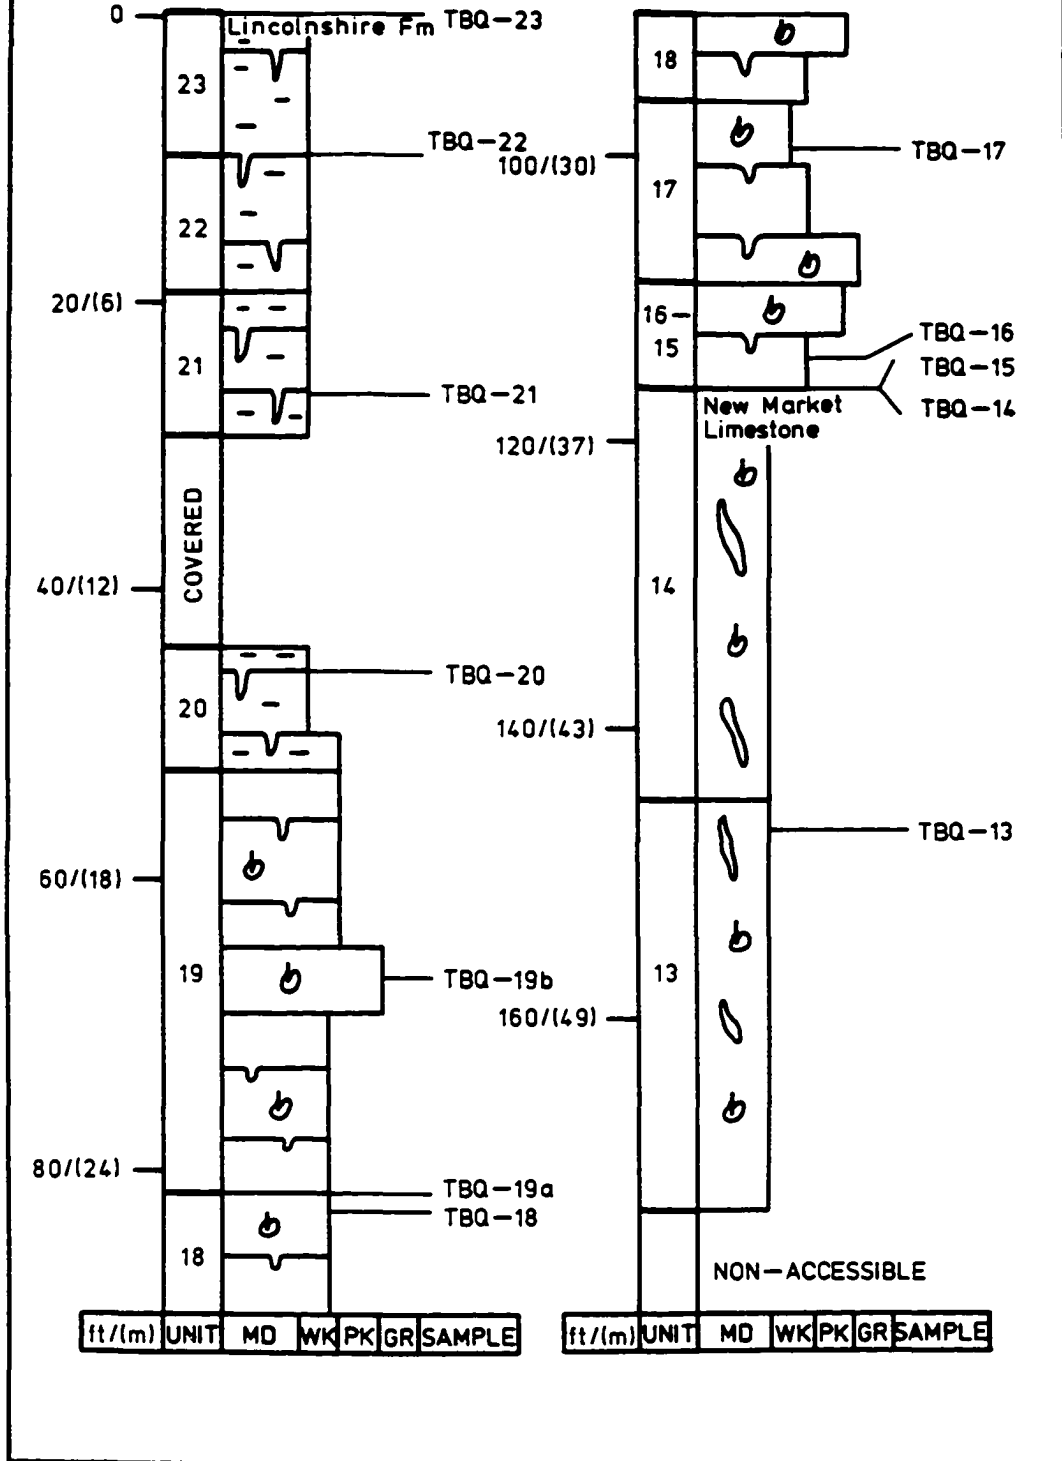 0
Lincolnshire Fm
TBQ-23
23
TBQ-22
22
20/(6)
21
TBQ-21
COVERED
40/(12)
TBQ-20
20
60/(18)
19
TBQ-19b
80/(24)
TBQ-19a
TBQ-18
18
ft/(m) UNIT MD WK PK GR SAMPLE
18
100/(30)
TBQ-17
17
16-
15
TBQ-16
TBQ-15
TBQ-14
New Market
Limestone
120/(37)
14
140/(43)
TBQ-13
13
160/(49)
NON-ACCESSIBLE
ft/(m) UNIT MD WK PK GR SAMPLE